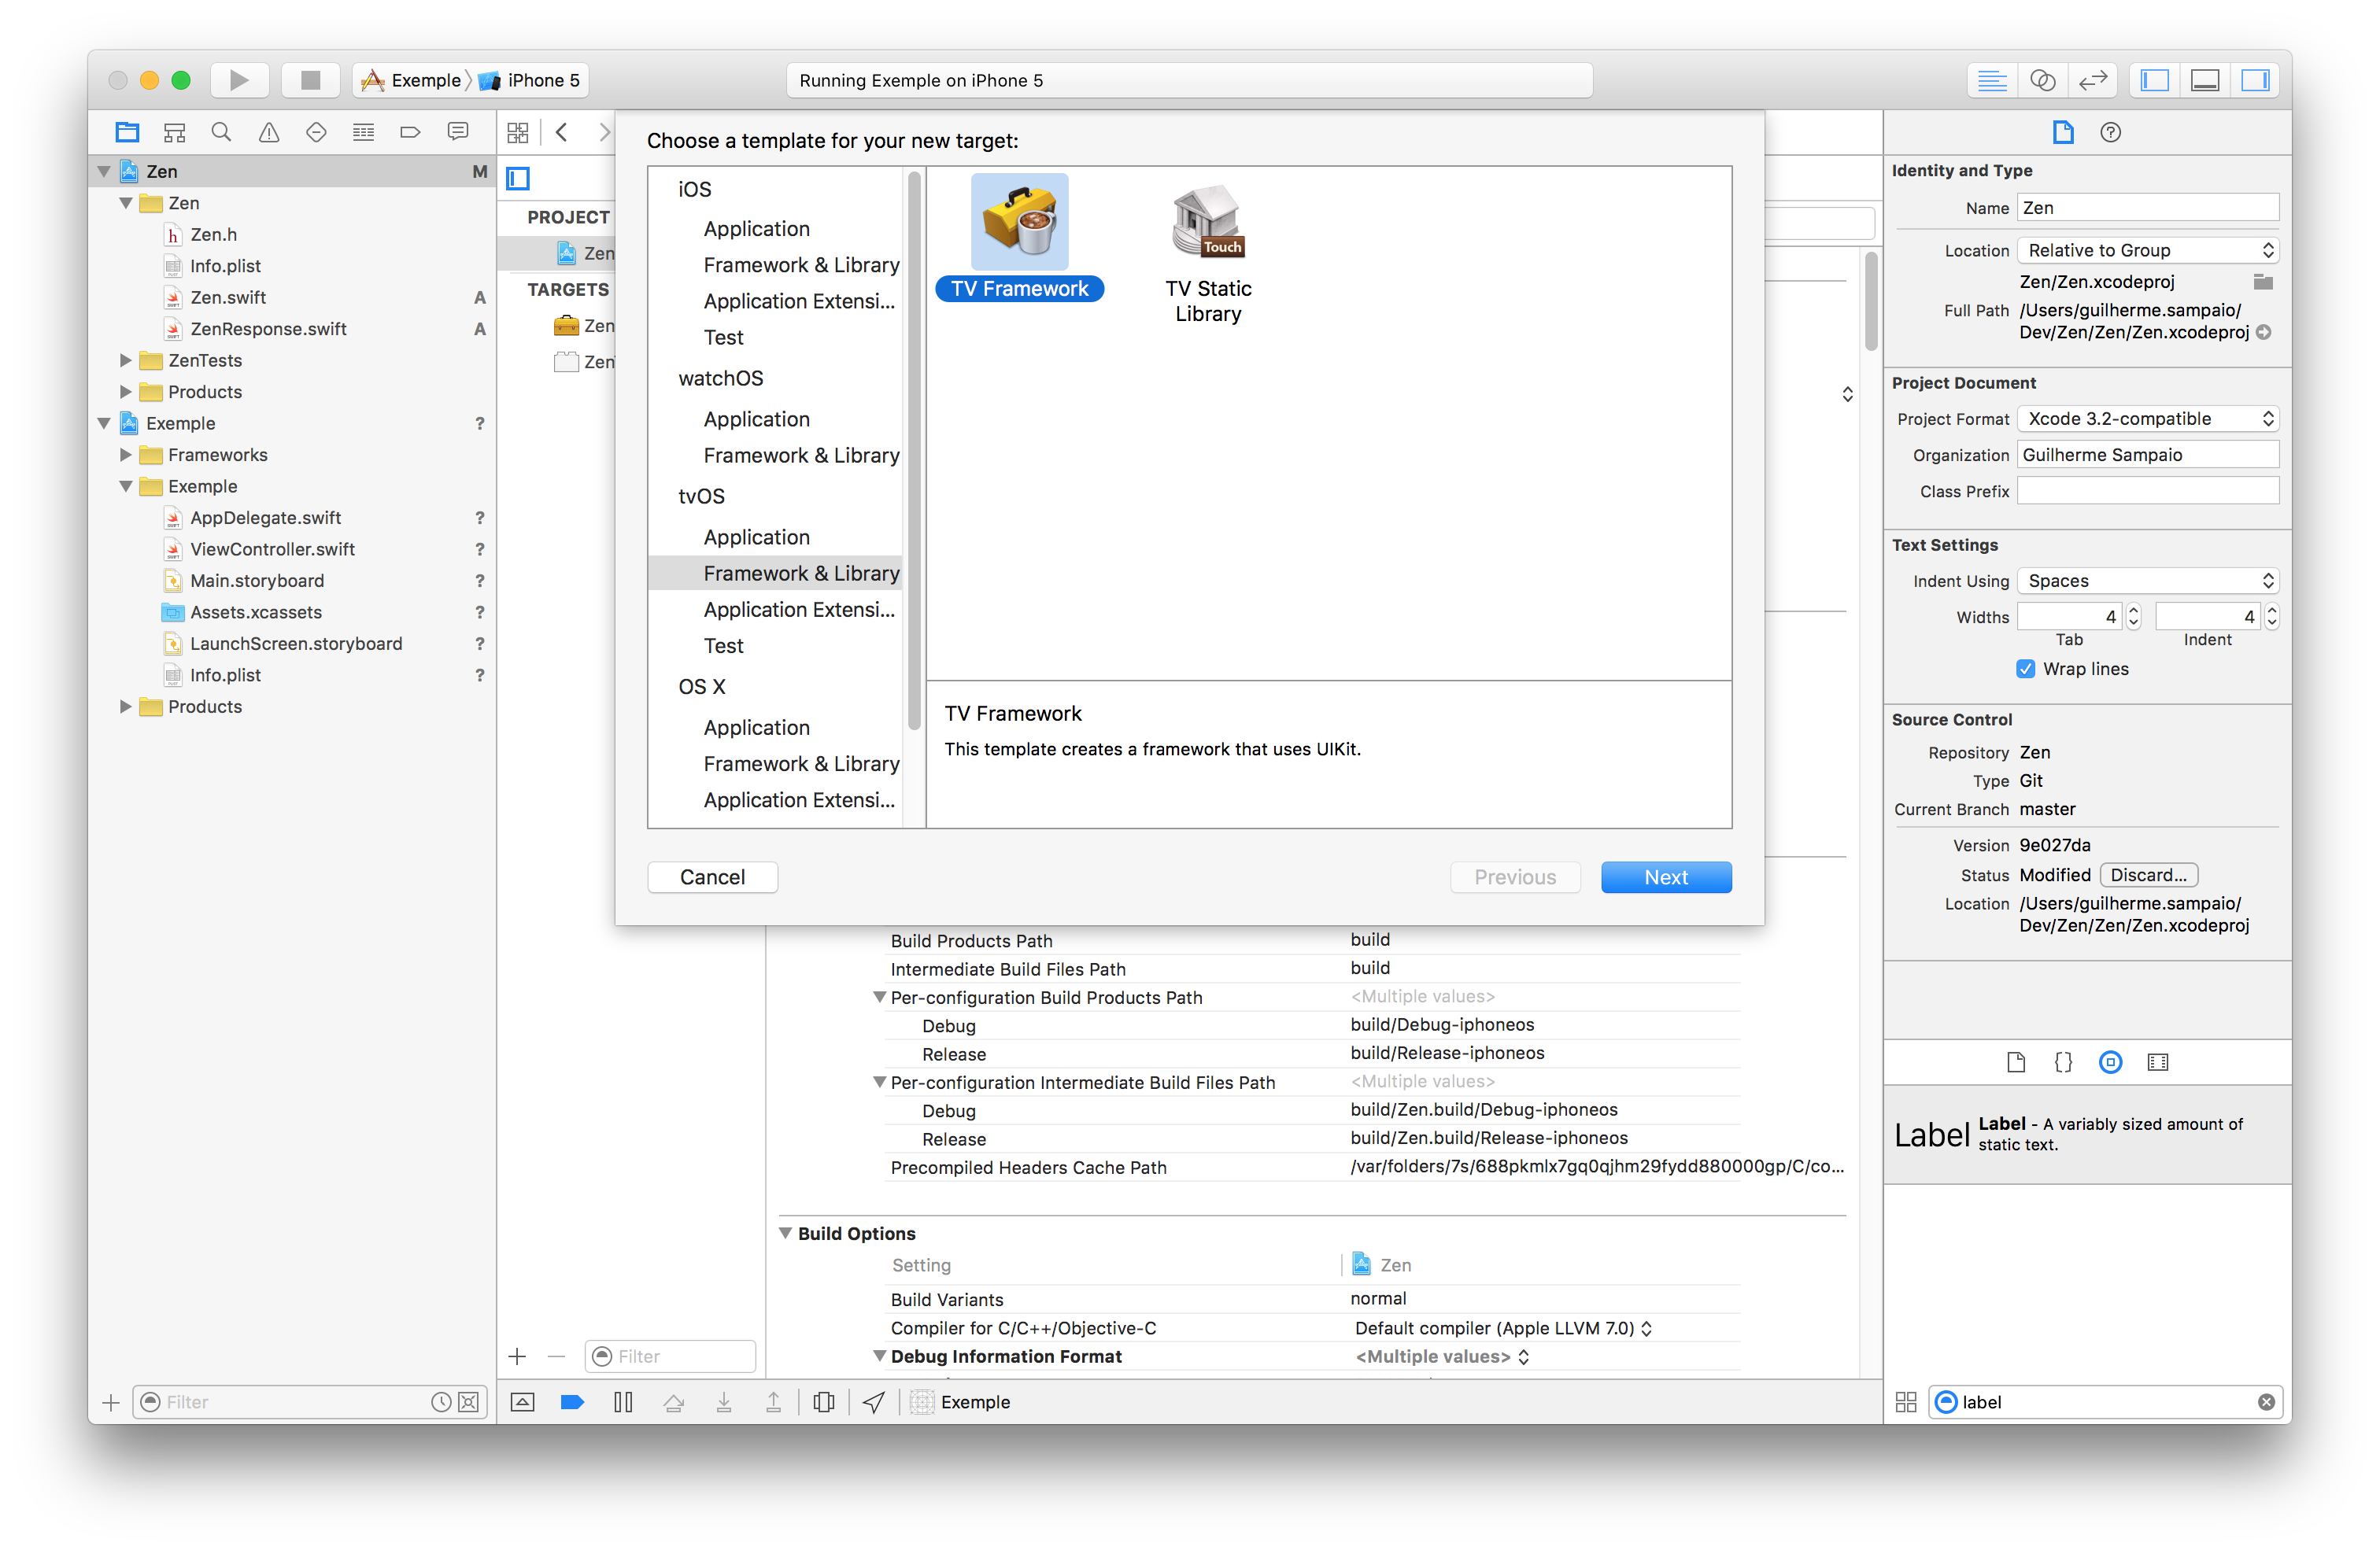 Exemple
iPhone 5
Running Exemple on iPhone 5
Zen
M
Zen
Zen.h
Info.plist
Zen.swift
A
ZenResponse.swift
A
ZenTests
Products
Exemple
?
Frameworks
Exemple
AppDelegate.swift
?
ViewController.swift
?
Main.storyboard
?
Assets.xcassets
?
LaunchScreen.storyboard
?
Info.plist
?
Products
Filter
PROJECT
Zen
TARGETS
Zen
Zen
Filter
Choose a template for your new target:
iOS
Application
Framework & Library
Application Extensi...
Test
watchOS
Application
Framework & Library
tvOS
Application
Framework & Library
Application Extensi...
Test
OS X
Application
Framework & Library
Application Extensi...
TV Framework
Touch
TV Static
Library
TV Framework
This template creates a framework that uses UIKit.
Cancel
Previous
Next
Build Products Path
build
Intermediate Build Files Path
build
Per-configuration Build Products Path
<Multiple values>
Debug
build/Debug-iphoneos
Release
build/Release-iphoneos
Per-configuration Intermediate Build Files Path
<Multiple values>
Debug
build/Zen.build/Debug-iphoneos
Release
build/Zen.build/Release-iphoneos
Precompiled Headers Cache Path
/var/folders/7s/688pkmlx7gq0qjhm29fydd880000gp/C/co...
Build Options
Setting
Zen
Build Variants
normal
Compiler for C/C++/Objective-C
Default compiler (Apple LLVM 7.0)
Debug Information Format
<Multiple values>
Exemple
Identity and Type
Name
Zen
Location
Relative to Group
Zen/Zen.xcodeproj
Full Path
/Users/guilherme.sampaio/
Dev/Zen/Zen/Zen.xcodeproj
Project Document
Project Format
Xcode 3.2-compatible
Organization
Guilherme Sampaio
Class Prefix
Text Settings
Indent Using
Spaces
Widths
4
4
Tab
Indent
Wrap lines
Source Control
Repository
Zen
Type
Git
Current Branch
master
Version
9e027da
Status
Modified
Discard...
Location
/Users/guilherme.sampaio/
Dev/Zen/Zen/Zen.xcodeproj
{}
Label
Label - A variably sized amount of
static text.
label